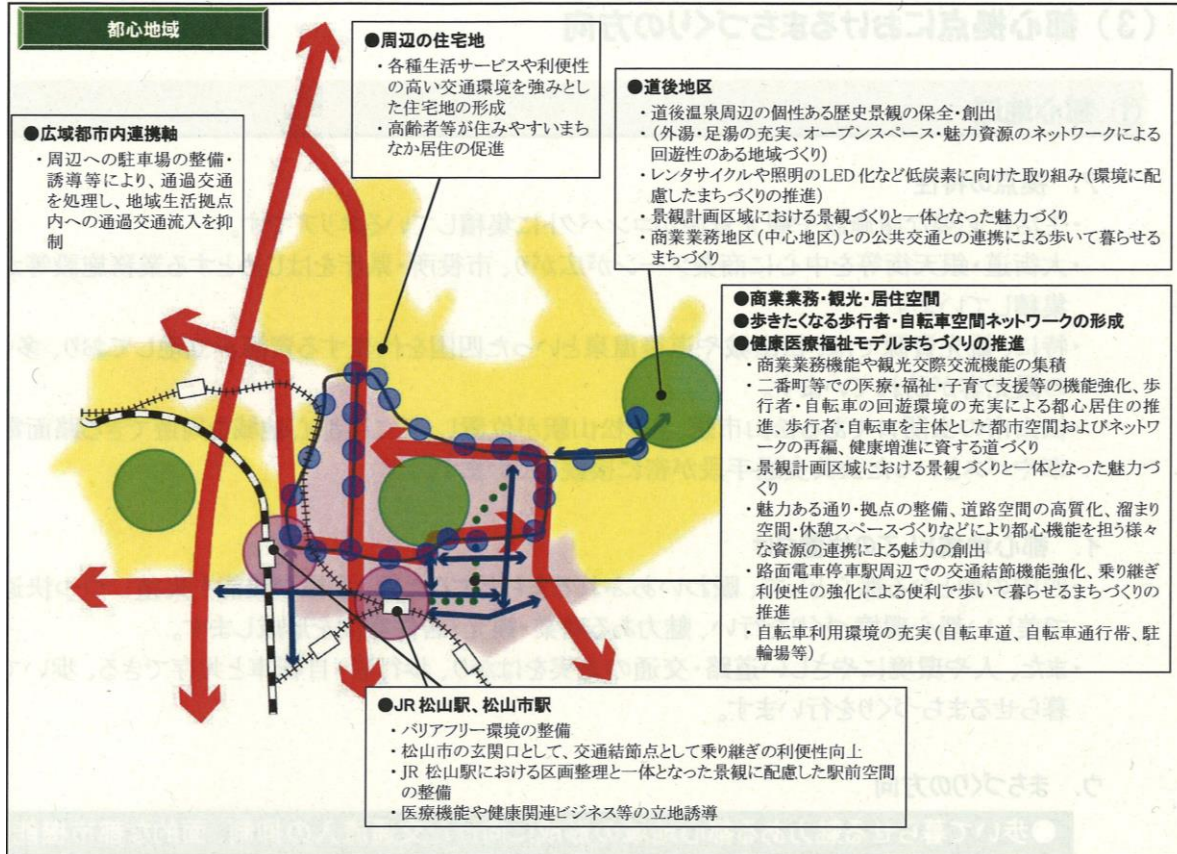 都心地域
●周辺の住宅地
・各種生活サービスや利便性
の高い交通環境を強みとし
た住宅地の形成
・高齢者等が住みやすいまち
なか居住の促進
●広域都市内連携軸
・周辺への駐車場の整備・
誘導等により、通過交通
を処理し、地域生活拠点
内への通過交通流入を抑
制
●道後地区
・道後温泉周辺の個性ある歴史景観の保全・創出
(外湯・足湯の充実、オープンスペース・魅力資源のネットワークによる
回遊性のある地域づくり)
・レンタサイクルや照明のLED化など低炭素に向けた取り組み(環境に配
慮したまちづくりの推進)
・景観計画区域における景観づくりと一体となった魅力づくり
・商業業務地区(中心地区)との公共交通との連携による歩いて暮らせる
まちづくり
●商業業務・観光・居住空間
●歩きたくなる歩行者・自転車空間ネットワークの形成
●健康医療福祉モデルまちづくりの推進
・商業業務機能や観光交際交流機能の集積
・二番町等での医療・福祉・子育て支援等の機能強化、歩
行者・自転車の回遊環境の充実による都心居住の推
進、歩行者・自転車を主体とした都市空間およびネットワ
ークの再編、健康増進に資する道づくり
・景観計画区域における景観づくりと一体となった魅力づ
くり
・魅力ある通り・拠点の整備、道路空間の高質化、溜まり
空間・休憩スペースづくりなどにより都心機能を担う様々
な資源の連携による魅力の創出
・路面電車停車駅周辺での交通結節機能強化、乗り継ぎ
利便性の強化による便利で歩いて暮らせるまちづくりの
推進
・自転車利用環境の充実(自転車道、自転車通行帯、駐
輪場等)
●JR 松山駅、松山市駅
・バリアフリー環境の整備
・松山市の玄関口として、交通結節点として乗り継ぎの利便性向上
・JR 松山駅における区画整理と一体となった景観に配慮した駅前空間
の整備
・医療機能や健康関連ビジネス等の立地誘導